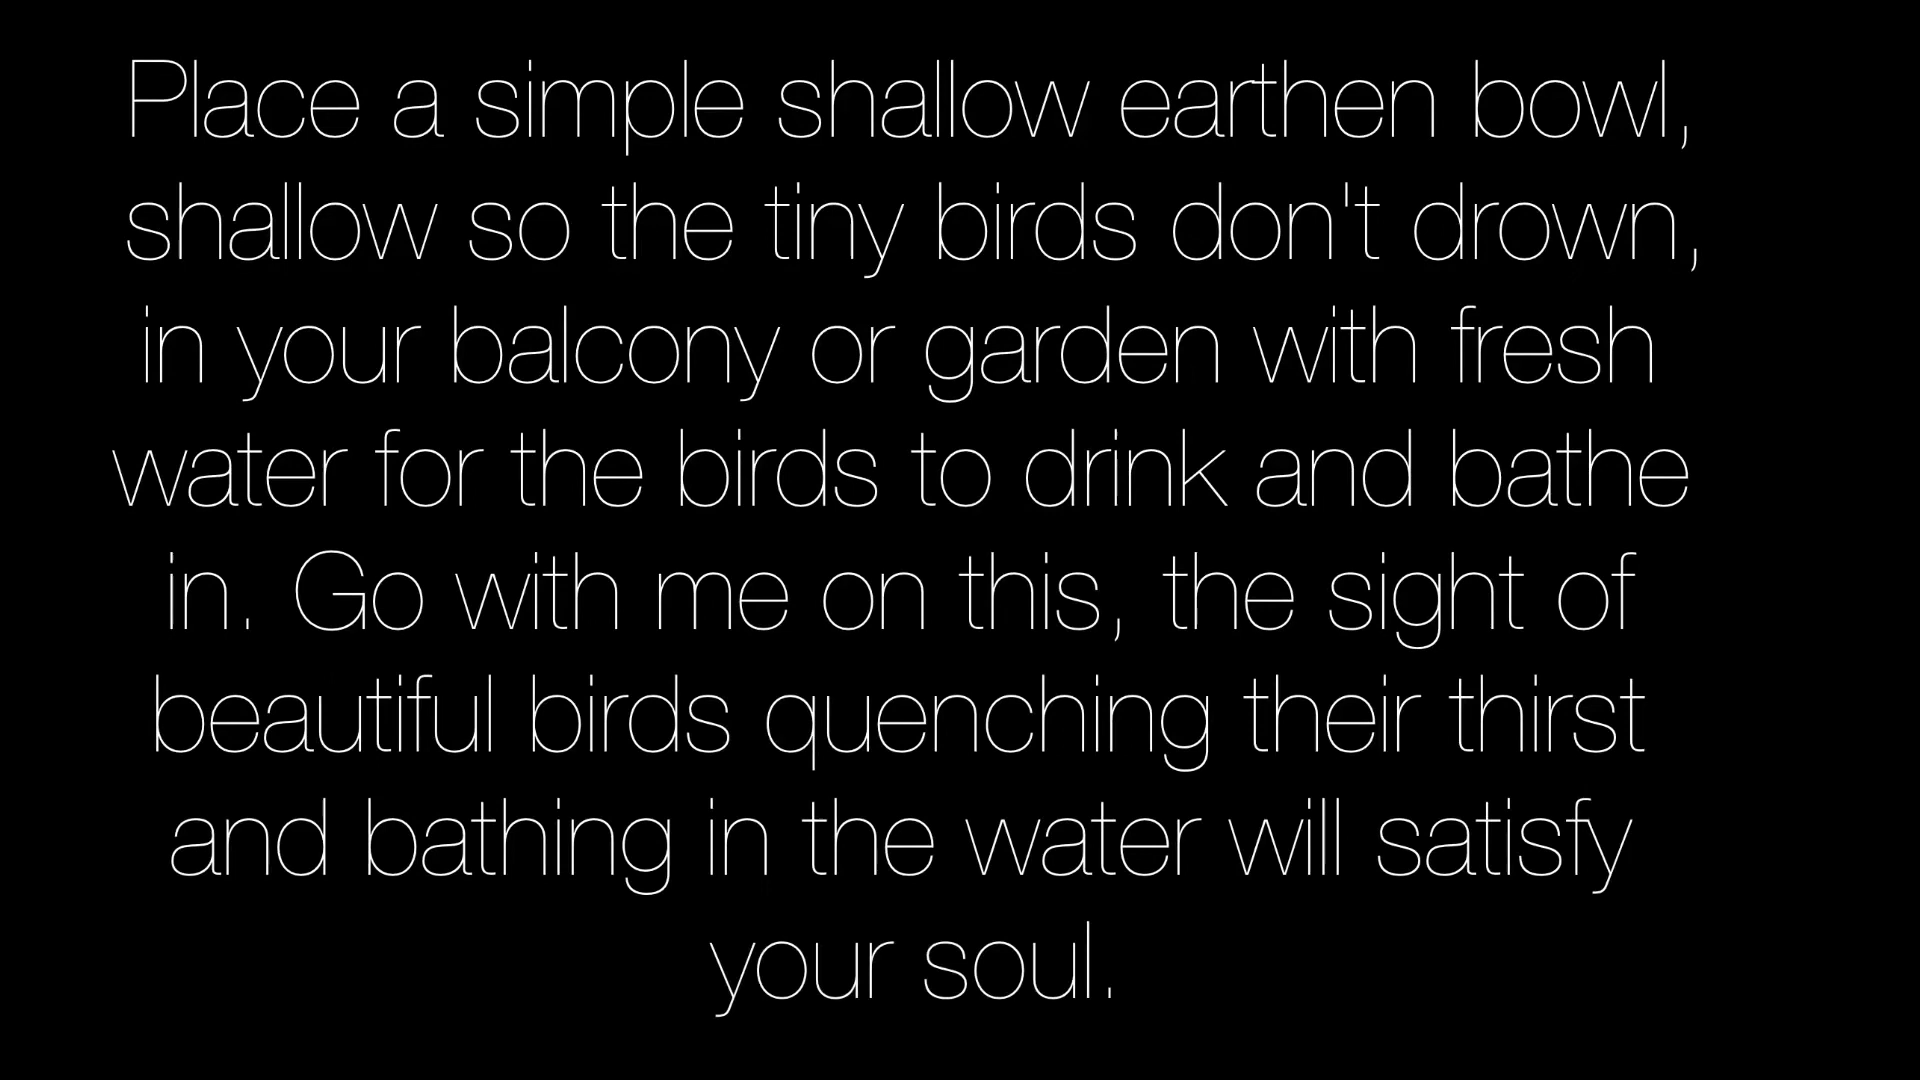 Place a simple shallow earthen bowl,
shallow so the tiny birds don't drown,
in your balcony or garden with fresh
water for the birds to drink and bathe
in. Go with me on this, the sight of
beautiful birds quenching their thirst
and bathing in the water will satisfy
your soul.